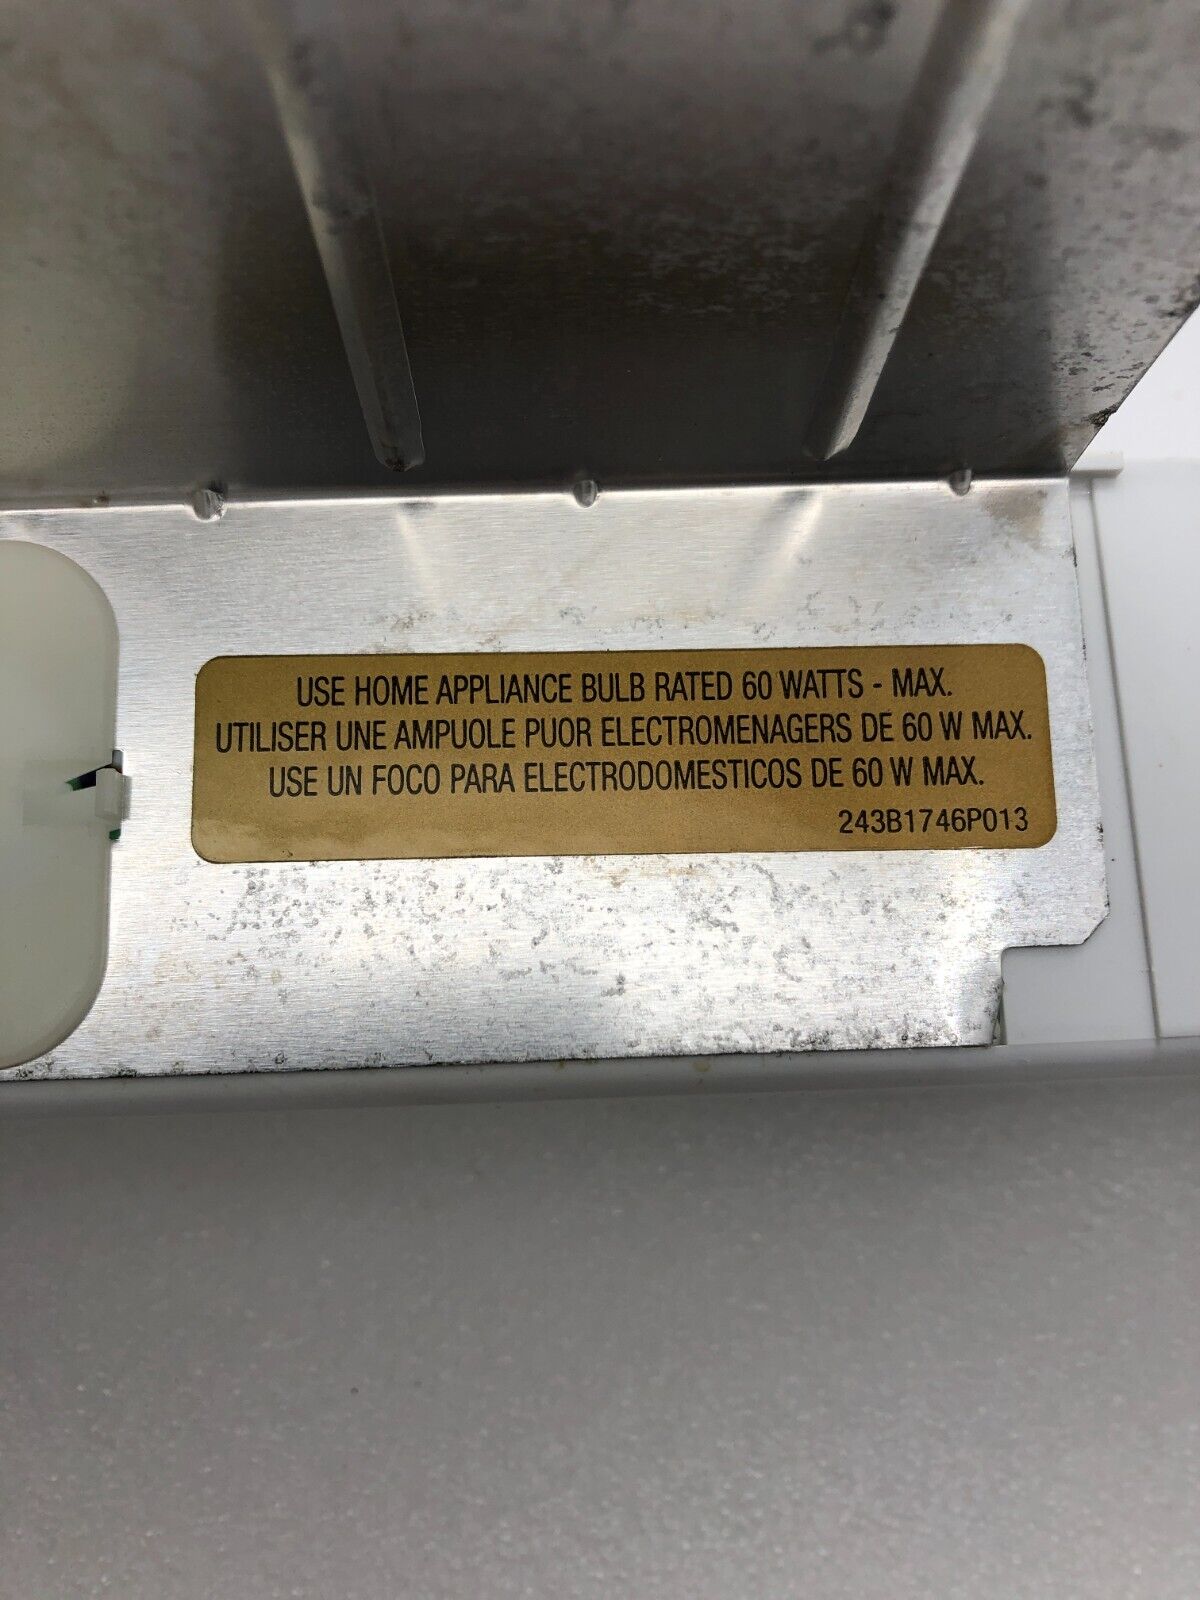 USE HOME APPLIANCE BULB RATED 60 WATTS - MAX.
UTILISER UNE AMPUOLE PUOR ELECTROMENAGERS DE 60 W MAX.
USE UN FOCO PARA ELECTRODOMESTICOS DE 60 W MAX.
243B1746P013